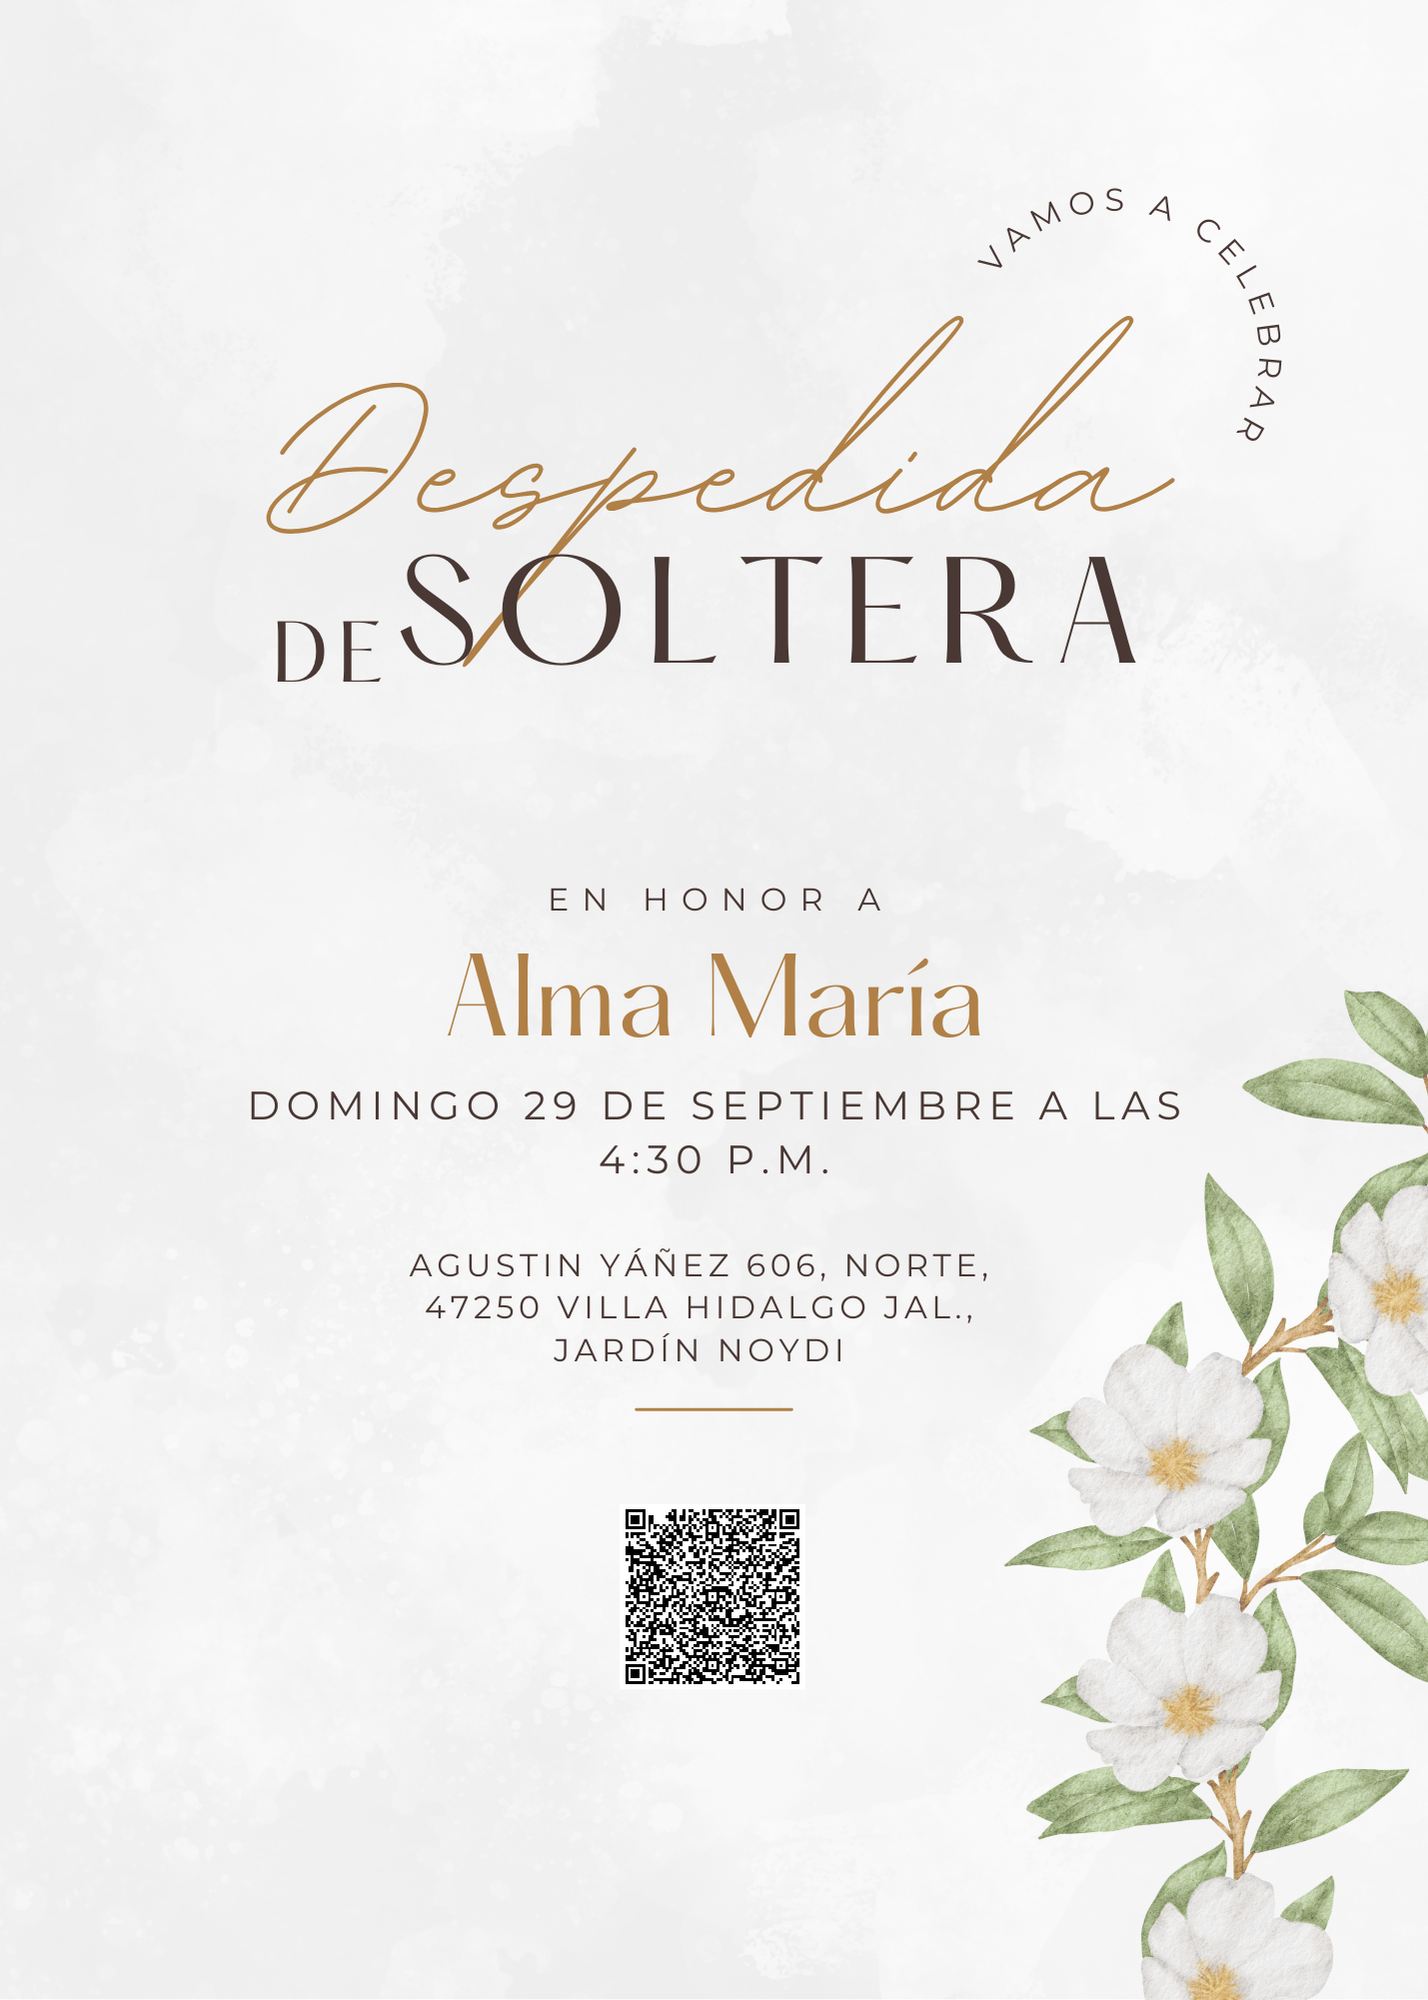 VAMOS A CELEBRAR
Despedida
DE SOLTERA
EN HONOR A
Alma María
DOMINGO 29 DE SEPTIEMBRE A LAS
4:30 P.M.
AGUSTIN YÁÑEZ 606, NORTE,
47250 VILLA HIDALGO JAL.,
JARDÍN NOYDI